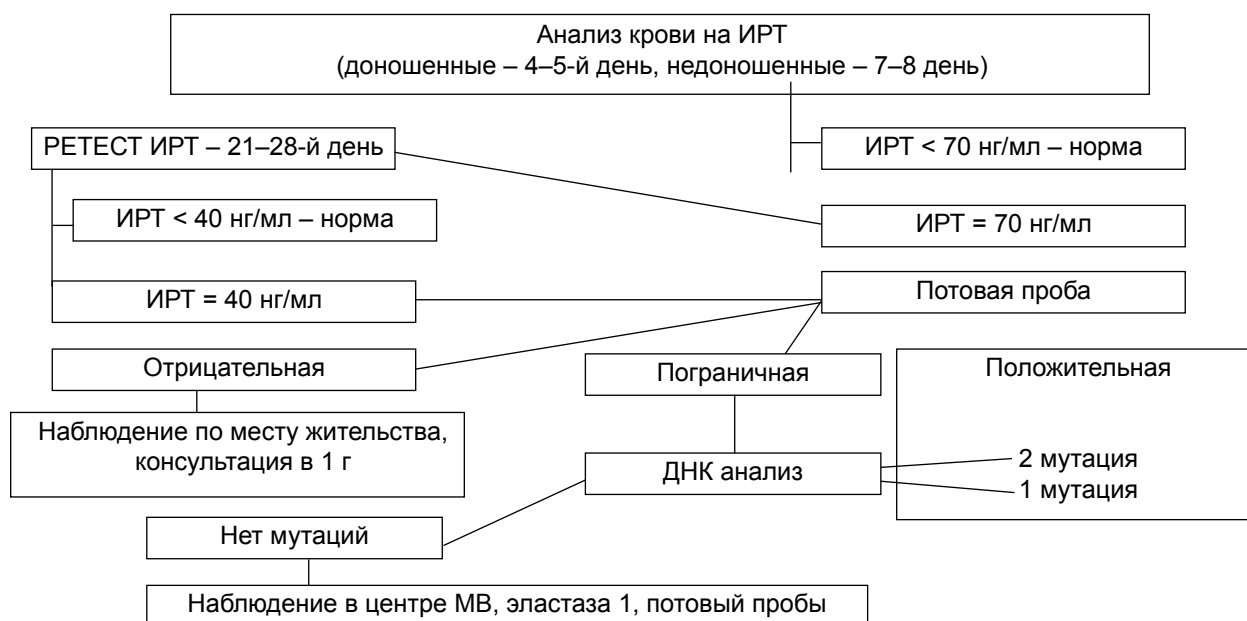 Анализ крови на ИРТ
(доношенные – 4–5-й день, недоношенные – 7–8 день)
РЕТЕСТ ИРТ – 21–28-й день
ИРТ < 70 нг/мл – норма
ИРТ < 40 нг/мл – норма
ИРТ = 70 нг/мл
ИРТ = 40 нг/мл
Потовая проба
Отрицательная
Пограничная
Положительная
Наблюдение по месту жительства,
консультация в 1 г
ДНК анализ
2 мутация
1 мутация
Нет мутаций
Наблюдение в центре МВ, эластаза 1, потовый пробы